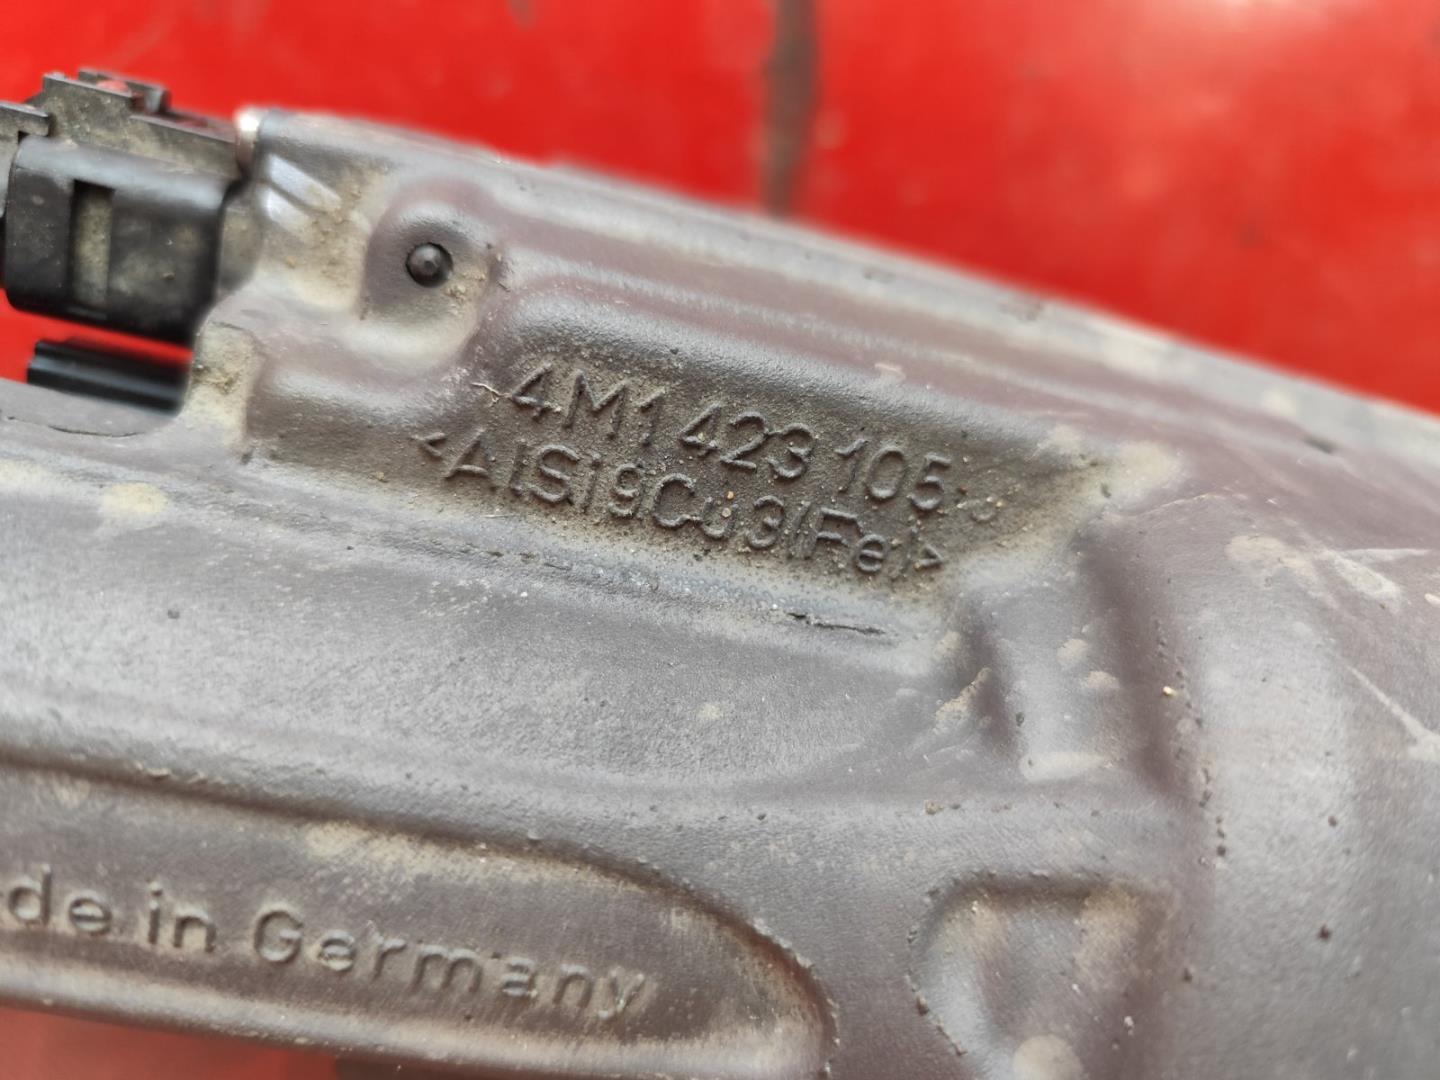 4M1 423 105
<AlSi9Cu3(Fe)>
de in Germany